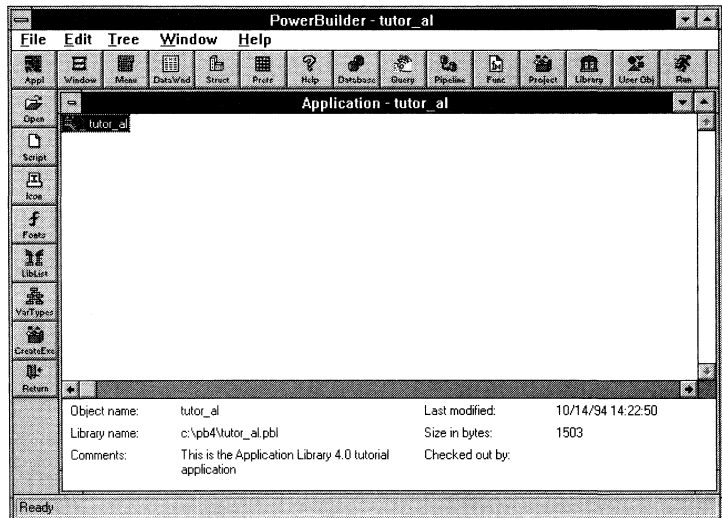 PowerBuilder - tutor_al
File Edit Tree Window Help
Appl Window Menu DataWnd Struct Prefs Help Database Query Pipeline Func Project Library User Obj Run
Application - tutor_al
Open
tutor_al
Script
Icon
Fonts
LibList
VarTypes
CreateExe
Return
Object name: tutor_al Last modified: 10/14/94 14:22:50
Library name: c:\pb4\tutor_al.pbl Size in bytes: 1503
Comments: This is the Application Library 4.0 tutorial Checked out by:
application
Ready